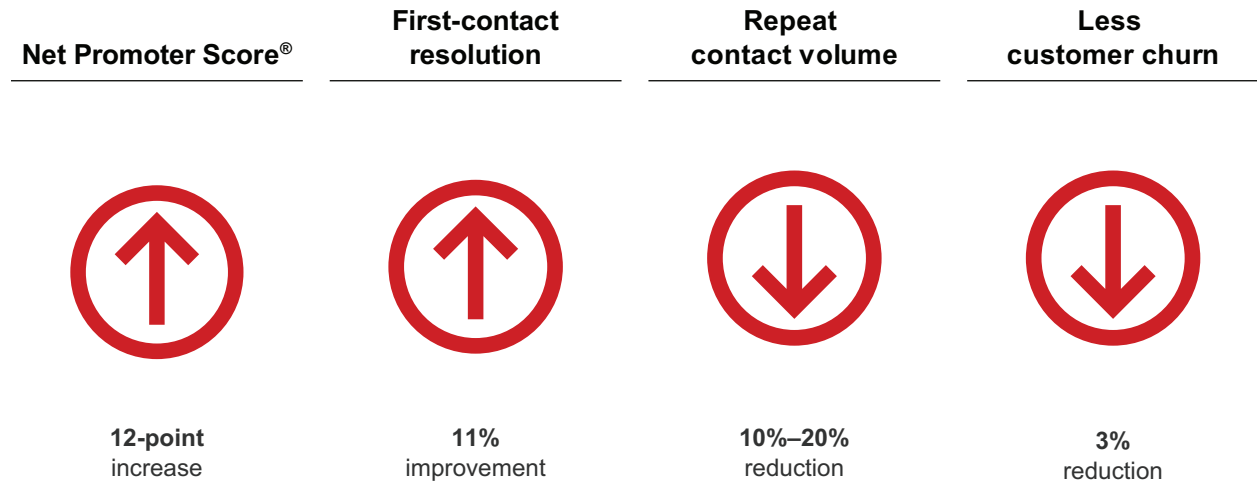 Net Promoter Score®
First-contact
resolution
Repeat
contact volume
Less
customer churn
12-point
increase
11%
improvement
10%–20%
reduction
3%
reduction